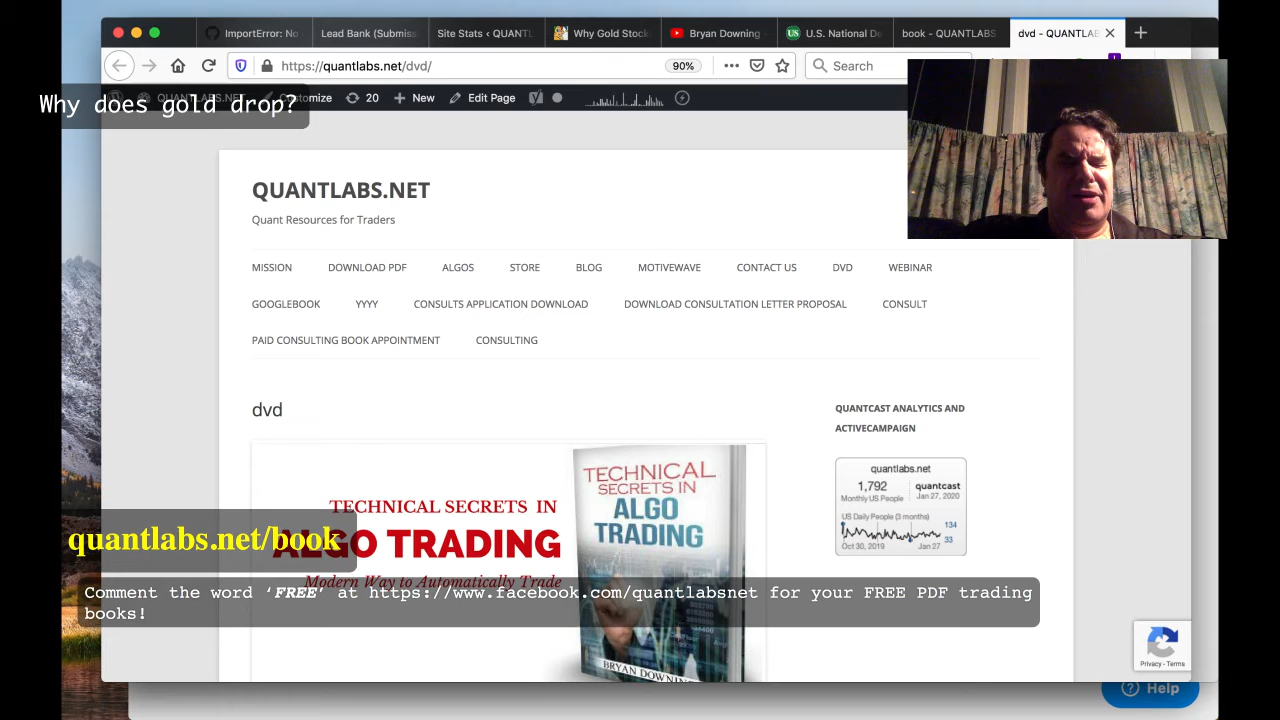 ImportError: No
Lead Bank (Submiss
Site Stats ‹ QUANTL
Why Gold Stock
Bryan Downing -
U.S. National De
book - QUANTLABS
dvd - QUANTLAB
https://quantlabs.net/dvd/
90%
Search
QUANTLABS.NET
Customize
20
New
Edit Page
Why does gold drop?
QUANTLABS.NET
Quant Resources for Traders
MISSION
DOWNLOAD PDF
ALGOS
STORE
BLOG
MOTIVEWAVE
CONTACT US
DVD
WEBINAR
GOOGLEBOOK
YYYY
CONSULTS APPLICATION DOWNLOAD
DOWNLOAD CONSULTATION LETTER PROPOSAL
CONSULT
PAID CONSULTING BOOK APPOINTMENT
CONSULTING
dvd
QUANTCAST ANALYTICS AND
ACTIVECAMPAIGN
quantlabs.net
1,792
Monthly US People
quantcast
Jan 27, 2020
US Daily People (3 months)
134
33
Oct 30, 2019
Jan 27
TECHNICAL SECRETS IN
ALGO TRADING
Modern Way to Automatically Trade
TECHNICAL
SECRETS IN
ALGO
TRADING
BRYAN DOWN
quantlabs.net/book
Comment the word ‘FREE’ at https://www.facebook.com/quantlabsnet for your FREE PDF trading
books!
Privacy - Terms
Help